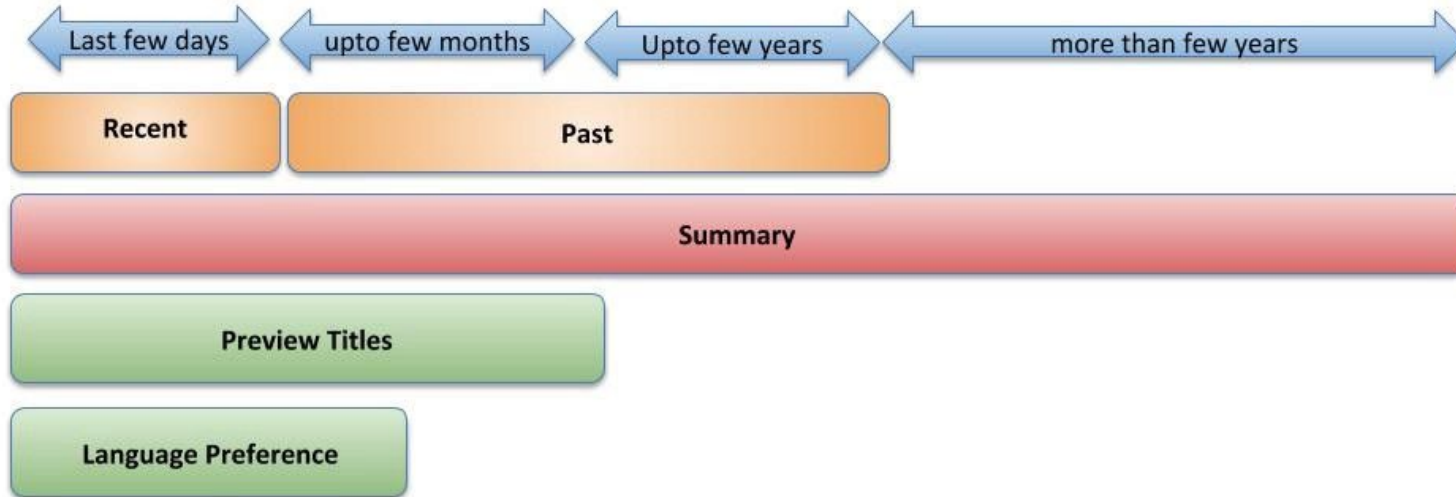 Last few days
upto few months
Upto few years
more than few years
Recent
Past
Summary
Preview Titles
Language Preference